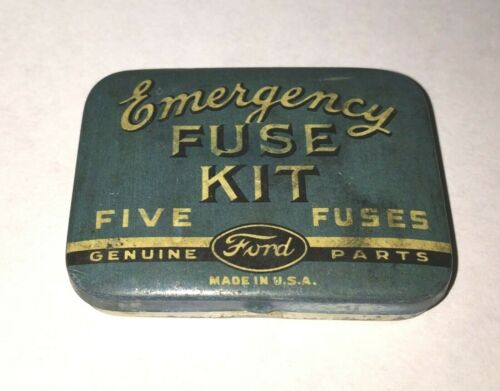 Emergency
FUSE
KIT
FIVE FUSES
GENUINE Ford PARTS
MADE IN U.S.A.